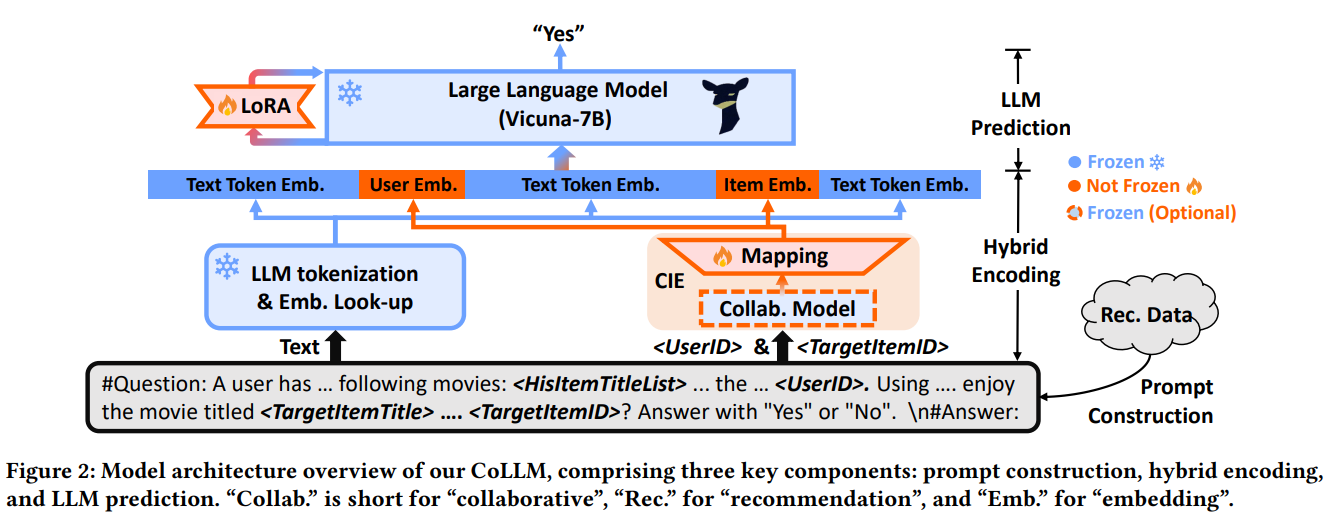 “Yes”
LoRA
Large Language Model
(Vicuna-7B)
LLM
Prediction
Text Token Emb.
User Emb.
Text Token Emb.
Item Emb.
Text Token Emb.
Frozen
Not Frozen
Frozen (Optional)
LLM tokenization
& Emb. Look-up
CIE
Mapping
Collab. Model
Hybrid
Encoding
Rec. Data
Text
<UserID> & <TargetItemID>
#Question: A user has ... following movies: <HisItemTitleList> ... the ... <UserID>. Using .... enjoy
the movie titled <TargetItemTitle> .... <TargetItemID>? Answer with "Yes" or "No". \n#Answer:
Prompt
Construction
Figure 2: Model architecture overview of our CoLLM, comprising three key components: prompt construction, hybrid encoding,
and LLM prediction. “Collab.” is short for “collaborative”, “Rec.” for “recommendation”, and “Emb.” for “embedding”.